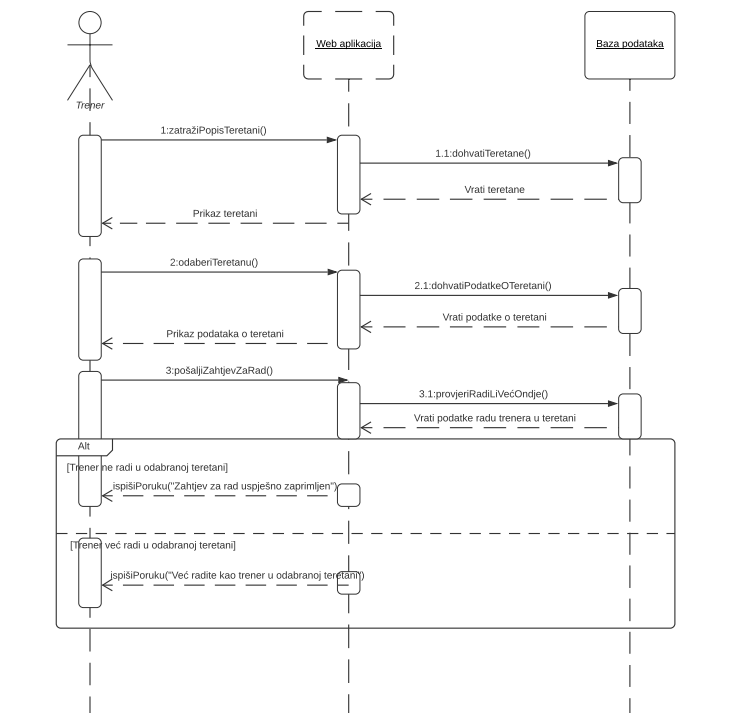 Web aplikacija
Baza podataka
Trener
1:zatražiPopisTeretani()
1.1:dohvatiTeretane()
Vrati teretane
Prikaz teretani
2:odaberiTeretanu()
2.1:dohvatiPodatkeOTeretani()
Vrati podatke o teretani
Prikaz podataka o teretani
3:pošaljiZahtjevZaRad()
3.1:provjeriRadiLiVećOndje()
Vrati podatke radu trenera u teretani
Alt
[Trener ne radi u odabranoj teretani]
ispišiPoruku("Zahtjev za rad uspješno zaprimljen")
[Trener već radi u odabranoj teretani]
ispišiPoruku("Već radite kao trener u odabranoj teretani")